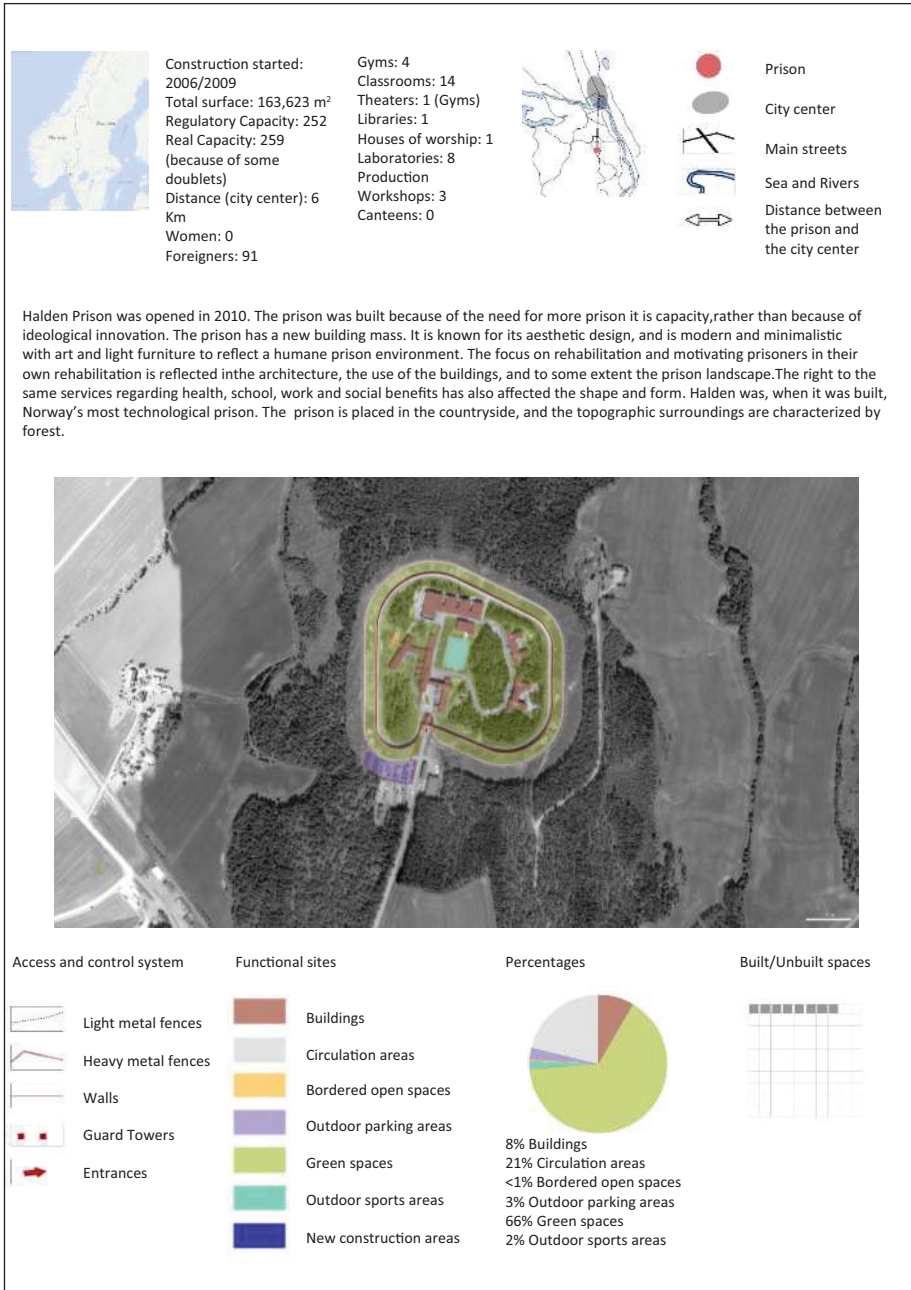 Construction started:
2006/2009
Total surface: 163,623 m²
Regulatory Capacity: 252
Real Capacity: 259
(because of some
doublets)
Distance (city center): 6
Km
Women: 0
Foreigners: 91
Gyms: 4
Classrooms: 14
Theaters: 1 (Gyms)
Libraries: 1
Houses of worship: 1
Laboratories: 8
Production
Workshops: 3
Canteens: 0
Prison
City center
Main streets
Sea and Rivers
Distance between
the prison and
the city center
Halden Prison was opened in 2010. The prison was built because of the need for more prison it is capacity,rather than because of
ideological innovation. The prison has a new building mass. It is known for its aesthetic design, and is modern and minimalistic
with art and light furniture to reflect a humane prison environment. The focus on rehabilitation and motivating prisoners in their
own rehabilitation is reflected inthe architecture, the use of the buildings, and to some extent the prison landscape.The right to the
same services regarding health, school, work and social benefits has also affected the shape and form. Halden was, when it was built,
Norway's most technological prison. The prison is placed in the countryside, and the topographic surroundings are characterized by
forest.
Access and control system
Light metal fences
Heavy metal fences
Walls
Guard Towers
Entrances
Functional sites
Buildings
Circulation areas
Bordered open spaces
Outdoor parking areas
Green spaces
Outdoor sports areas
New construction areas
Percentages
8% Buildings
21% Circulation areas
<1% Bordered open spaces
3% Outdoor parking areas
66% Green spaces
2% Outdoor sports areas
Built/Unbuilt spaces